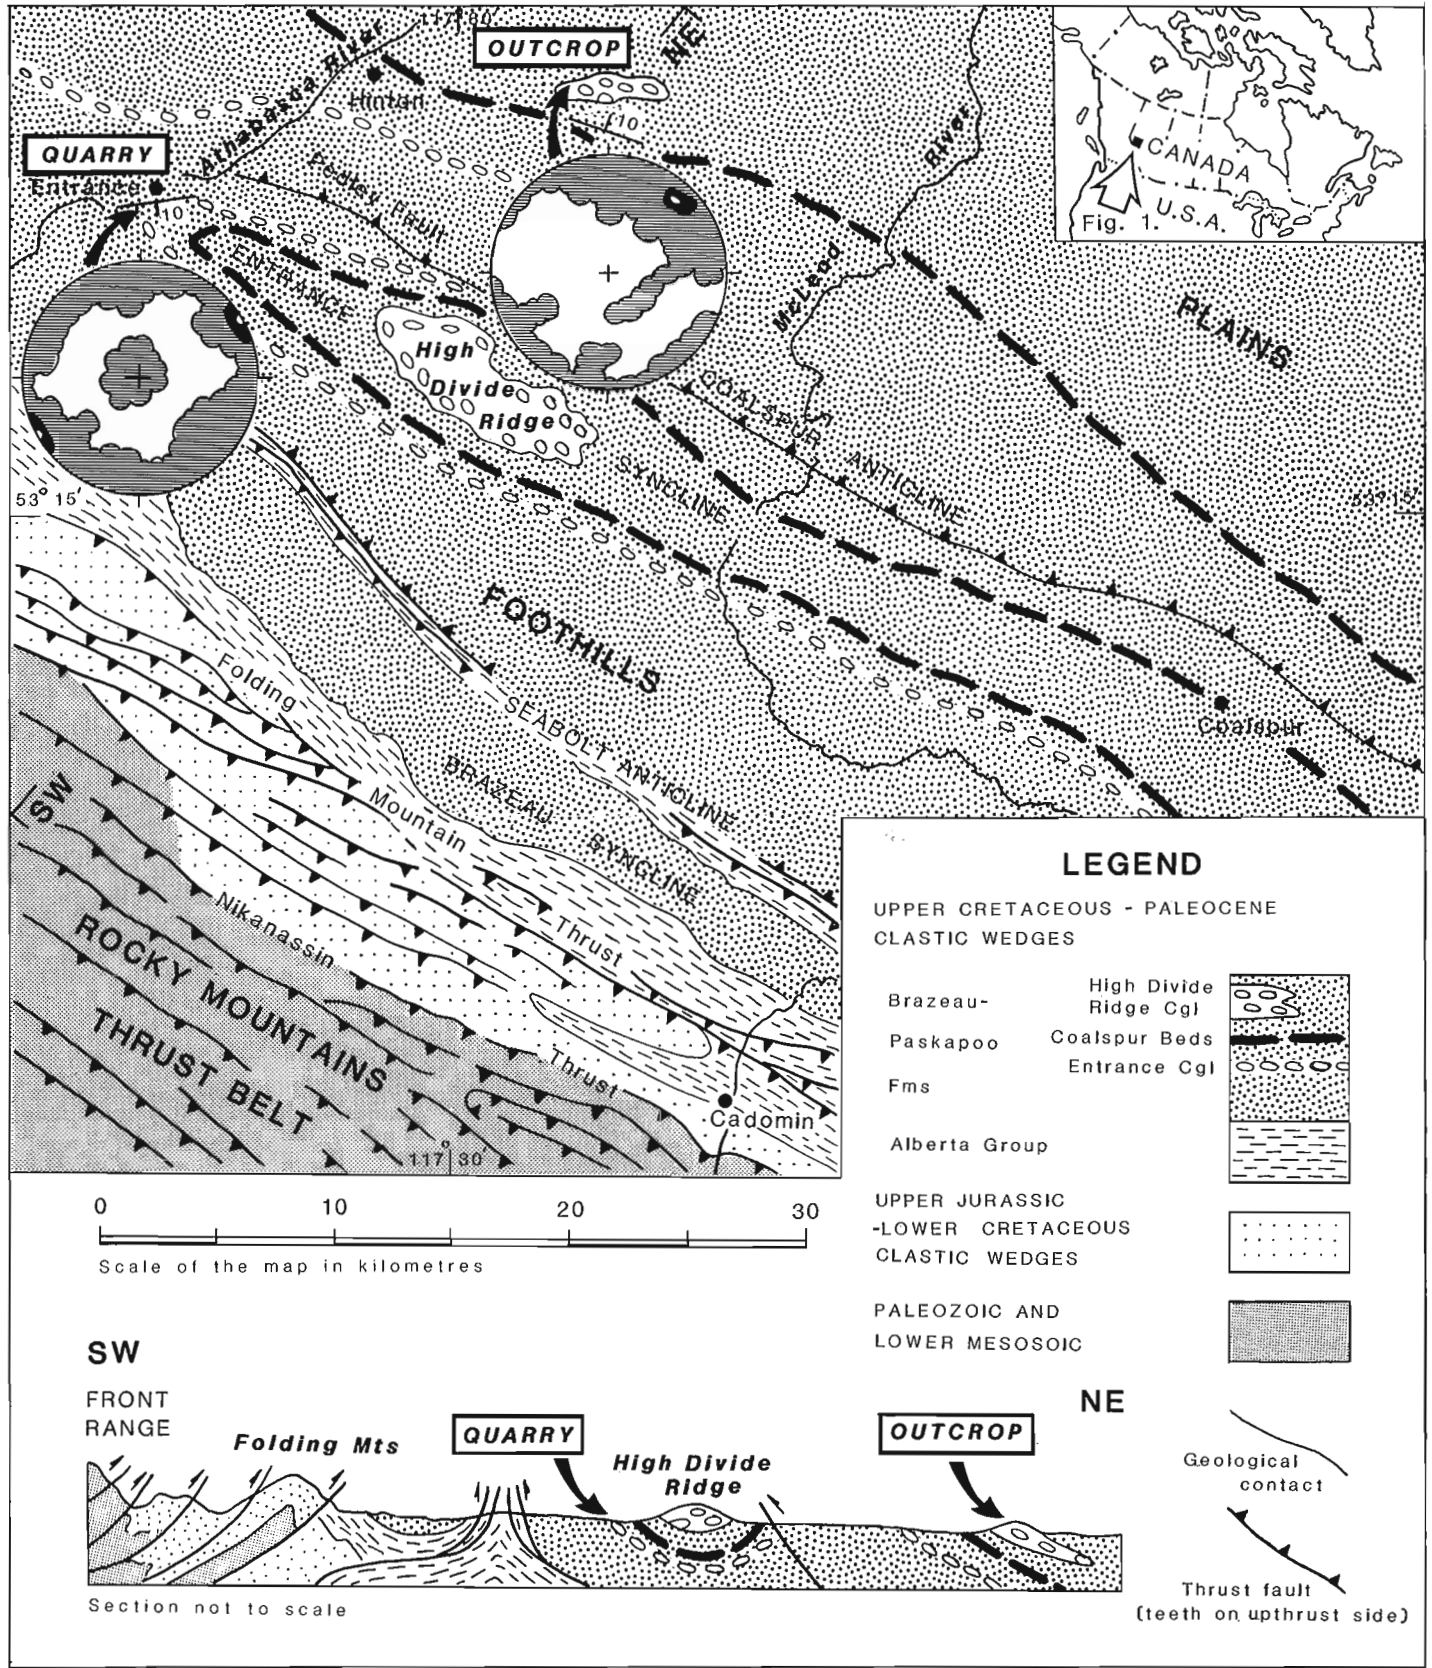 117° 30'
OUTCROP
NE
Athabasca River
Hinton
10
River
CANADA
U.S.A.
Fig. 1.
QUARRY
Entrance
10
Pedley Fault
ENTRANCE
McLeod
PLAINS
High
Divide
Ridge
COALSPUR
ANTICLINE
SYNCLINE
53° 15'
53° 15'
FOOTHILLS
Folding
SEABOLT ANTICLINE
Coalspur
BRAZEAU
SYNCLINE
SW
Mountain
Nikanassin
Thrust
ROCKY MOUNTAINS
THRUST BELT
Thrust
Cadomin
117° 30'
LEGEND
UPPER CRETACEOUS - PALEOCENE
CLASTIC WEDGES
High Divide
Brazeau-
Ridge Cgl
Paskapoo
Coalspur Beds
Entrance Cgl
Fms
Alberta Group
UPPER JURASSIC
-LOWER CRETACEOUS
CLASTIC WEDGES
PALEOZOIC AND
LOWER MESOSOIC
0 10 20 30
Scale of the map in kilometres
SW
NE
FRONT
RANGE
Folding Mts
QUARRY
High Divide
Ridge
OUTCROP
Geological
contact
Section not to scale
Thrust fault
(teeth on upthrust side)